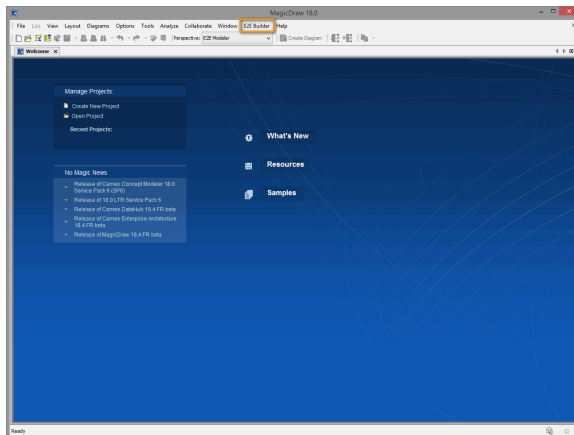 MagicDraw 18.0
File Edit View Layout Diagrams Options Tools Analyze Collaborate Window E2E Builder Help
Perspective: E2E Modeler Create Diagram
Welcome
Manage Projects:
Create New Project
Open Project
Recent Projects:
What's New
Resources
Samples
No Magic News
Release of Cameo Concept Modeler 18.0
Service Pack 6 (SP6)
Release of 18.0 LTR Service Pack 6
Release of Cameo DataHub 18.4 FR beta
Release of Cameo Enterprise Architecture
18.4 FR beta
Release of MagicDraw 18.4 FR beta
Ready